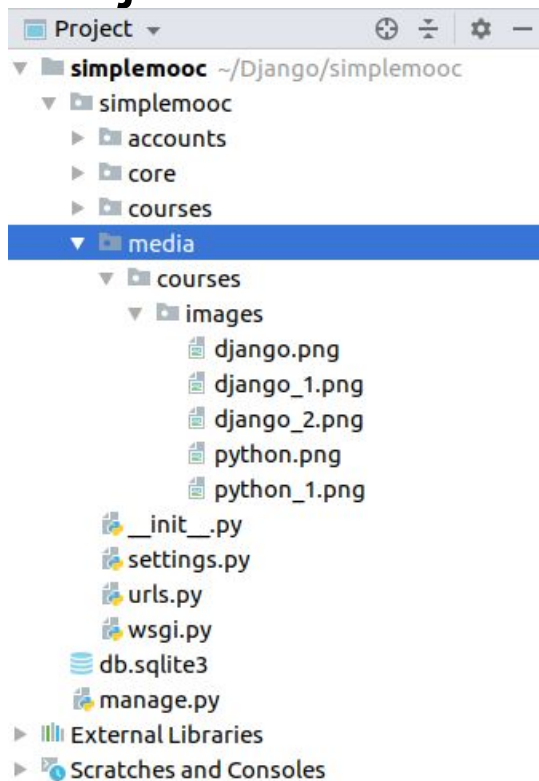 Project
simplemooc ~/Django/simplemooc
simplemooc
accounts
core
courses
media
courses
images
django.png
django_1.png
django_2.png
python.png
python_1.png
__init__.py
settings.py
urls.py
wsgi.py
db.sqlite3
manage.py
External Libraries
Scratches and Consoles